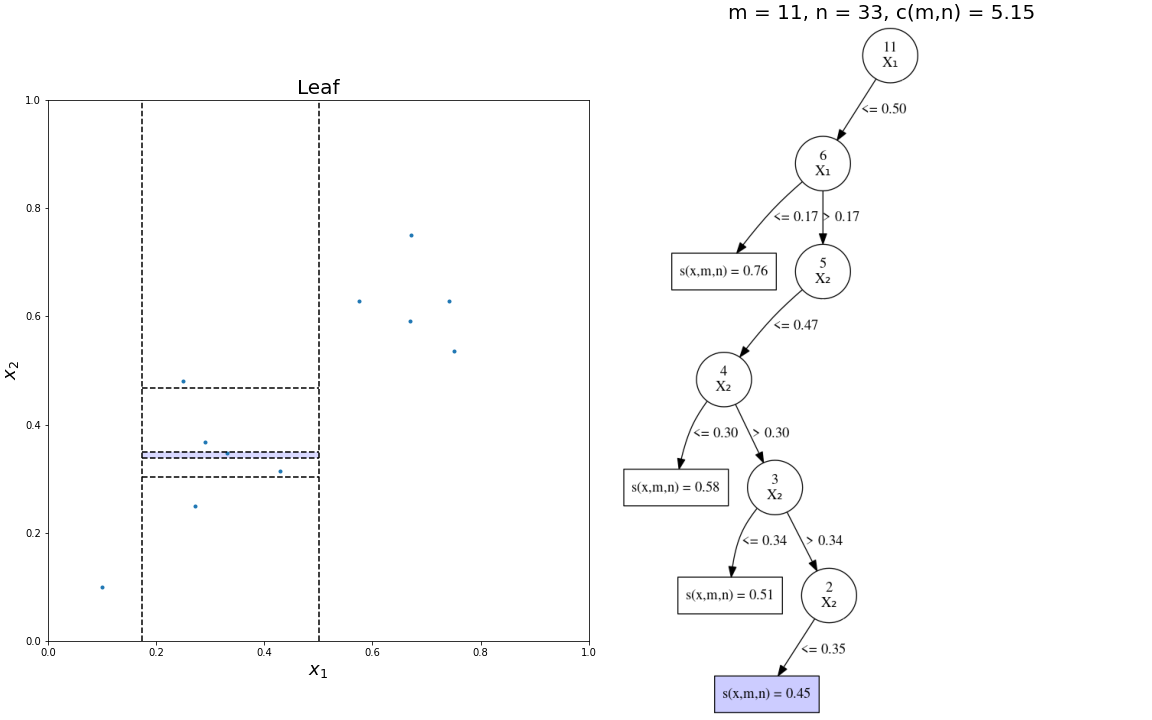 m = 11, n = 33, c(m,n) = 5.15
Leaf
1.0
0.8
0.6
0.4
0.2
0.0
x₂
0.0 0.2 0.4 0.6 0.8 1.0
x₁
11
X₁
<= 0.50
6
X₁
<= 0.17 > 0.17
s(x,m,n) = 0.76
5
X₂
<= 0.47
4
X₂
<= 0.30 > 0.30
s(x,m,n) = 0.58
3
X₂
<= 0.34 > 0.34
s(x,m,n) = 0.51
2
X₂
<= 0.35
s(x,m,n) = 0.45